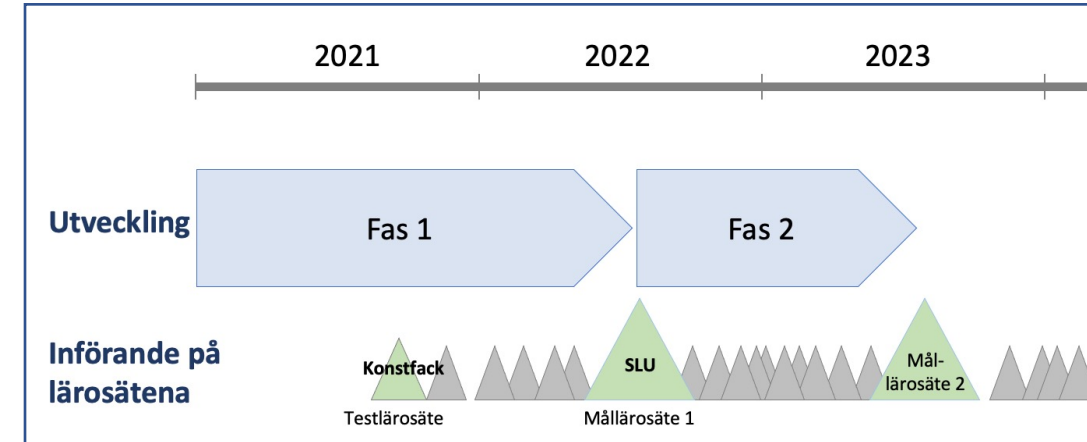 2021 2022 2023
Utveckling
Fas 1
Fas 2
Införande på
lärosätena
Konstfack
SLU
Mål-
lärosäte 2
Testlärosäte
Mållärosäte 1